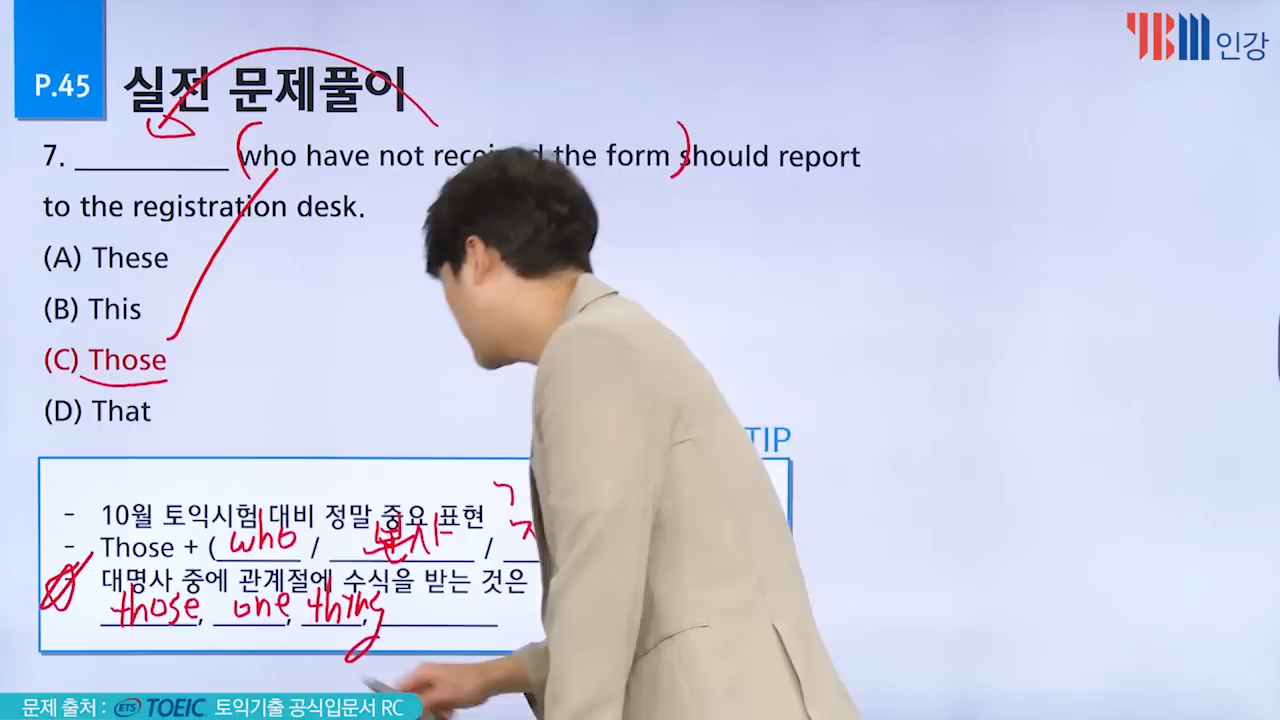 YBM 인강
P.45
실전 문제풀이
7. __________ (who have not received the form) should report
to the registration desk.
(A) These
(B) This
(C) Those
(D) That
TIP
- 10월 토익시험 대비 정말 중요 표현
- Those + (who / 분사 /
대명사 중에 관계절에 수식을 받는 것은
those, one, thing,
문제 출처 : ETS TOEIC 토익기출 공식입문서 RC